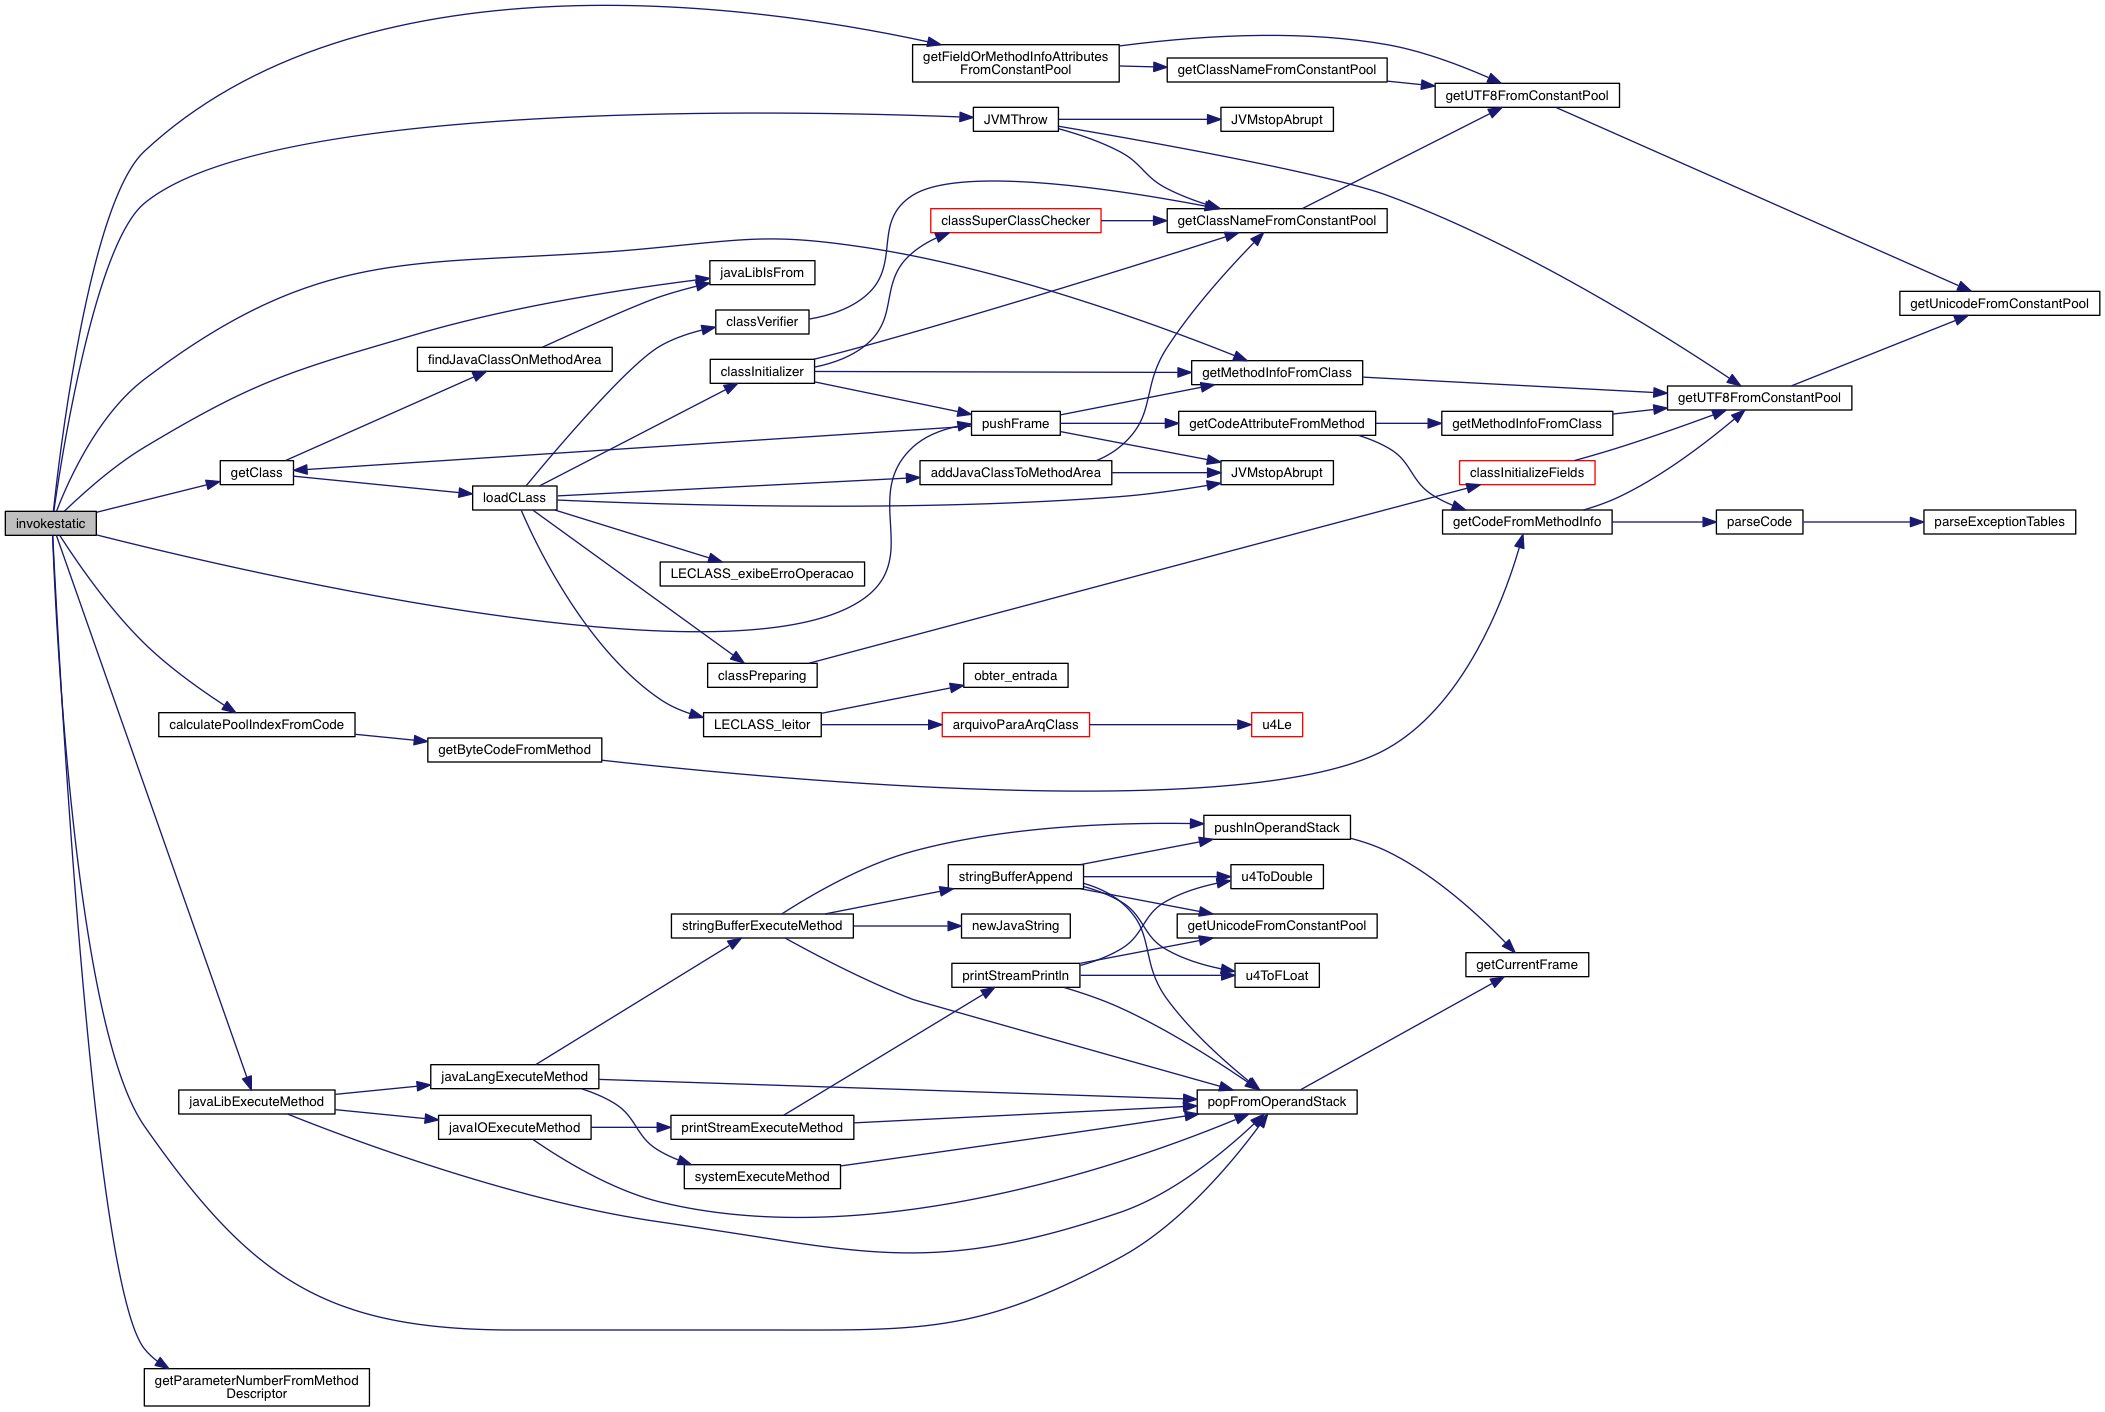 getFieldOrMethodInfoAttributes
FromConstantPool
getClassNameFromConstantPool
getUTF8FromConstantPool
JVMThrow
JVMstopAbrupt
classSuperClassChecker
getClassNameFromConstantPool
javaLibIsFrom
getUnicodeFromConstantPool
classVerifier
findJavaClassOnMethodArea
classInitializer
getMethodInfoFromClass
getUTF8FromConstantPool
pushFrame
getCodeAttributeFromMethod
getMethodInfoFromClass
getClass
addJavaClassToMethodArea
JVMstopAbrupt
classInitializeFields
loadCLass
invokestatic
getCodeFromMethodInfo
parseCode
parseExceptionTables
LECLASS_exibeErroOperacao
classPreparing
obter_entrada
calculatePoolIndexFromCode
LECLASS_leitor
arquivoParaArqClass
u4Le
getByteCodeFromMethod
pushInOperandStack
stringBufferAppend
u4ToDouble
stringBufferExecuteMethod
newJavaString
getUnicodeFromConstantPool
getCurrentFrame
printStreamPrintln
u4ToFLoat
javaLangExecuteMethod
javaLibExecuteMethod
popFromOperandStack
javaIOExecuteMethod
printStreamExecuteMethod
systemExecuteMethod
getParameterNumberFromMethod
Descriptor